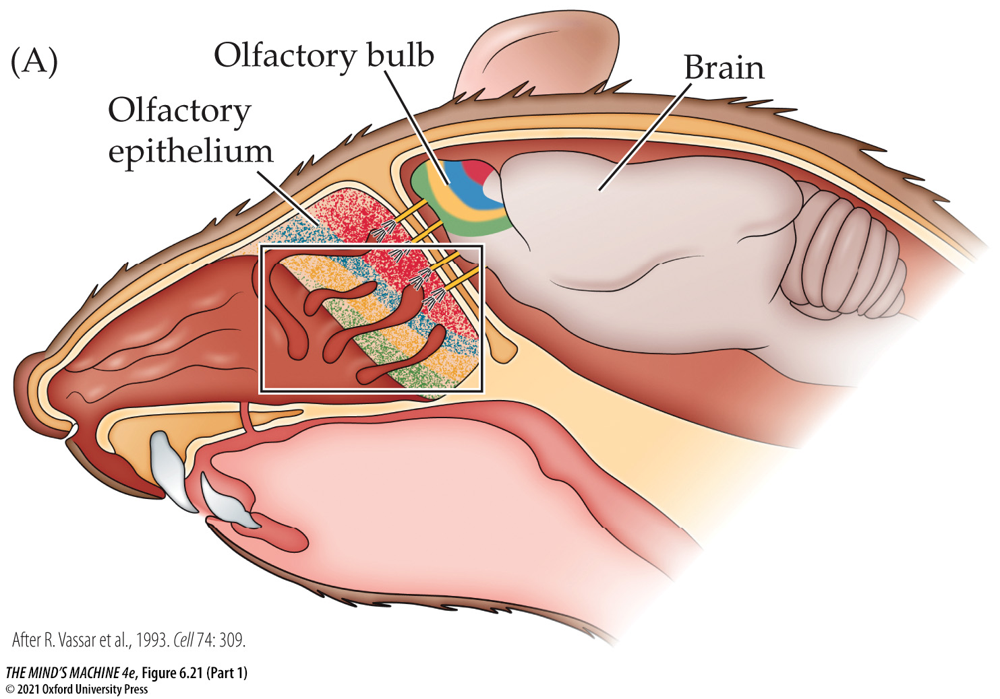 (A)
Olfactory bulb
Brain
Olfactory
epithelium
After R. Vassar et al., 1993. Cell 74: 309.
THE MIND'S MACHINE 4e, Figure 6.21 (Part 1)
© 2021 Oxford University Press